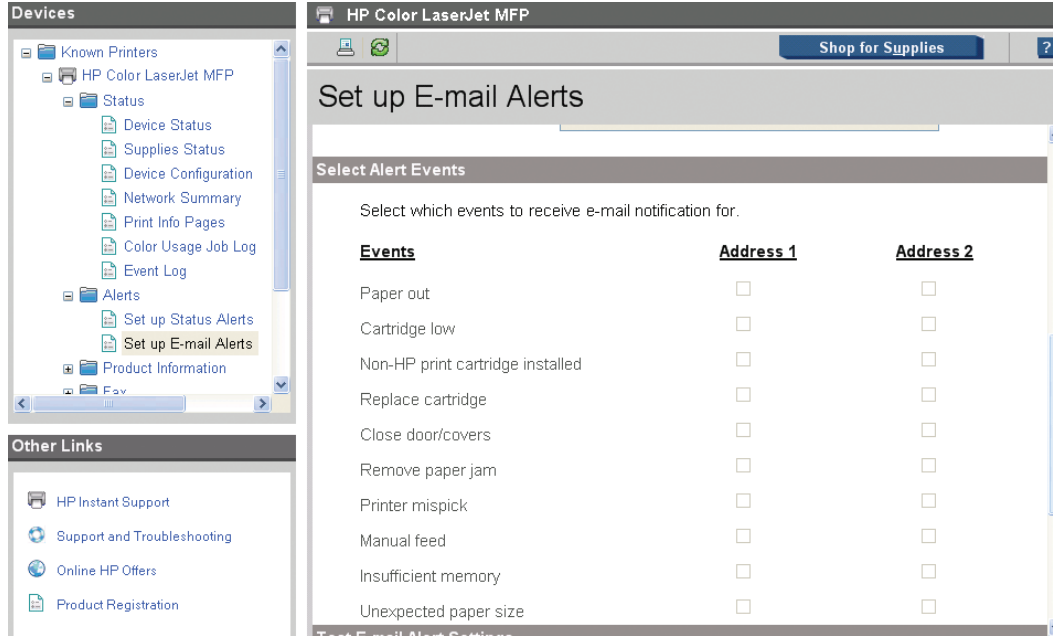 Devices
Known Printers
HP Color LaserJet MFP
Status
Device Status
Supplies Status
Device Configuration
Network Summary
Print Info Pages
Color Usage Job Log
Event Log
Alerts
Set up Status Alerts
Set up E-mail Alerts
Product Information
Fax
Other Links
HP Instant Support
Support and Troubleshooting
Online HP Offers
Product Registration
HP Color LaserJet MFP
Shop for Supplies
?
Set up E-mail Alerts
Select Alert Events
Select which events to receive e-mail notification for.
Events Address 1 Address 2
Paper out
Cartridge low
Non-HP print cartridge installed
Replace cartridge
Close door/covers
Remove paper jam
Printer mispick
Manual feed
Insufficient memory
Unexpected paper size
Test E-mail Alert Settings